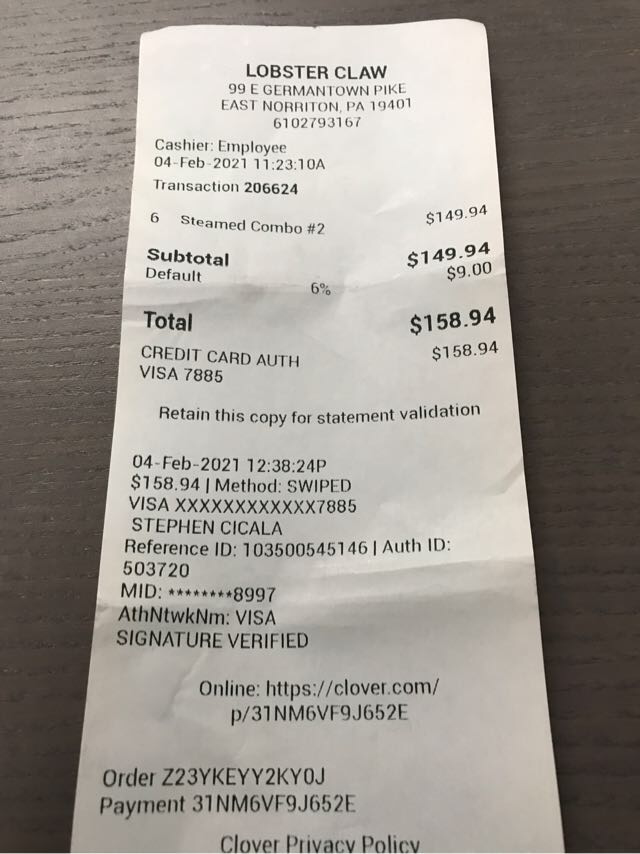 LOBSTER CLAW
99 E GERMANTOWN PIKE
EAST NORRITON, PA 19401
6102793167
Cashier: Employee
04-Feb-2021 11:23:10A
Transaction 206624
6 Steamed Combo #2 $149.94
Subtotal $149.94
Default 6% $9.00
Total $158.94
CREDIT CARD AUTH $158.94
VISA 7885
Retain this copy for statement validation
04-Feb-2021 12:38:24P
$158.94 | Method: SWIPED
VISA XXXXXXXXXXXX7885
STEPHEN CICALA
Reference ID: 103500545146 | Auth ID:
503720
MID: ********8997
AthNtwkNm: VISA
SIGNATURE VERIFIED
Online: https://clover.com/
p/31NM6VF9J652E
Order Z23YKEYY2KY0J
Payment 31NM6VF9J652E
Clover Privacy Policy